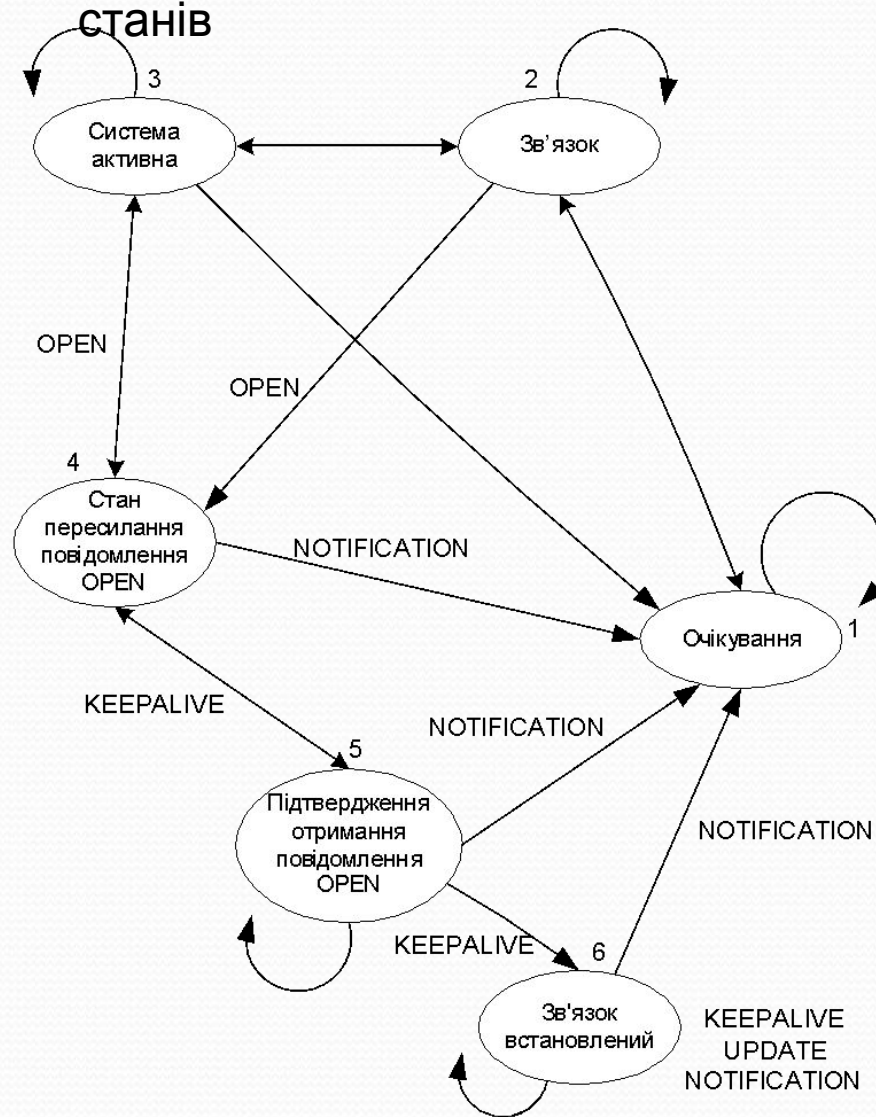 станів
3
2
Система
активна
Зв’язок
OPEN
OPEN
4
Стан
пересилання
повідомлення
OPEN
NOTIFICATION
Очікування
1
KEEPALIVE
NOTIFICATION
5
Підтвердження
отримання
повідомлення
OPEN
NOTIFICATION
KEEPALIVE
6
Зв'язок
встановлений
KEEPALIVE
UPDATE
NOTIFICATION